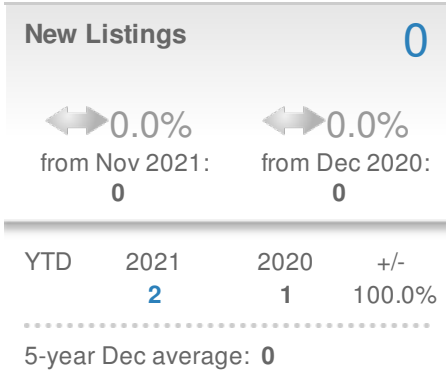 New Listings 0
0.0% 0.0%
from Nov 2021: from Dec 2020:
0 0
YTD 2021 2020 +/-
2 1 100.0%
5-year Dec average: 0